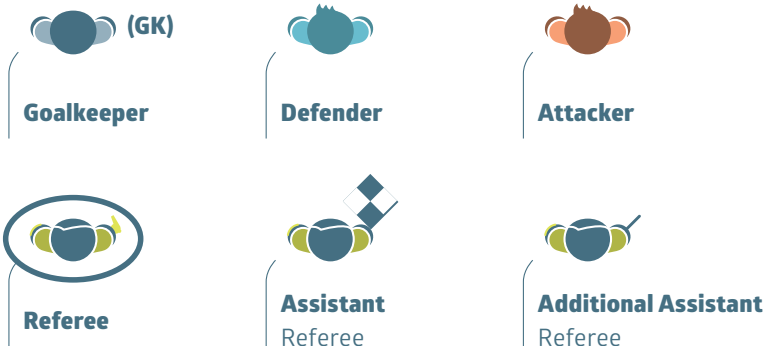 (GK)
Goalkeeper
Defender
Attacker
Referee
Assistant
Referee
Additional Assistant
Referee